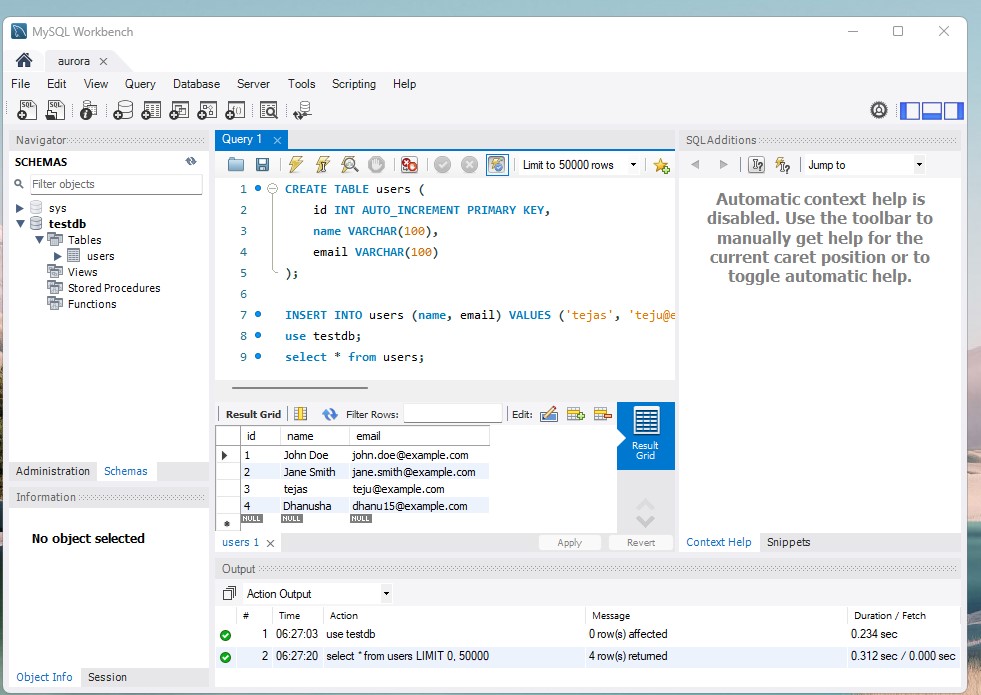 MySQL Workbench
aurora
File Edit View Query Database Server Tools Scripting Help
Navigator
SCHEMAS
Filter objects
sys
testdb
Tables
users
Views
Stored Procedures
Functions
Administration Schemas
Information
No object selected
Object Info Session
Query 1
Limit to 50000 rows
1 CREATE TABLE users (
2 id INT AUTO_INCREMENT PRIMARY KEY,
3 name VARCHAR(100),
4 email VARCHAR(100)
5 );
6
7 INSERT INTO users (name, email) VALUES ('tejas', 'teju@e
8 use testdb;
9 select * from users;
Result Grid Filter Rows: Edit:
id name email
1 John Doe john.doe@example.com
2 Jane Smith jane.smith@example.com
3 tejas teju@example.com
4 Dhanusha dhanu15@example.com
NULL NULL NULL
Result
Grid
users 1 Apply Revert
SQLAdditions
Jump to
Automatic context help is
disabled. Use the toolbar to
manually get help for the
current caret position or to
toggle automatic help.
Context Help Snippets
Output
Action Output
# Time Action Message Duration / Fetch
1 06:27:03 use testdb 0 row(s) affected 0.234 sec
2 06:27:20 select * from users LIMIT 0, 50000 4 row(s) returned 0.312 sec / 0.000 sec